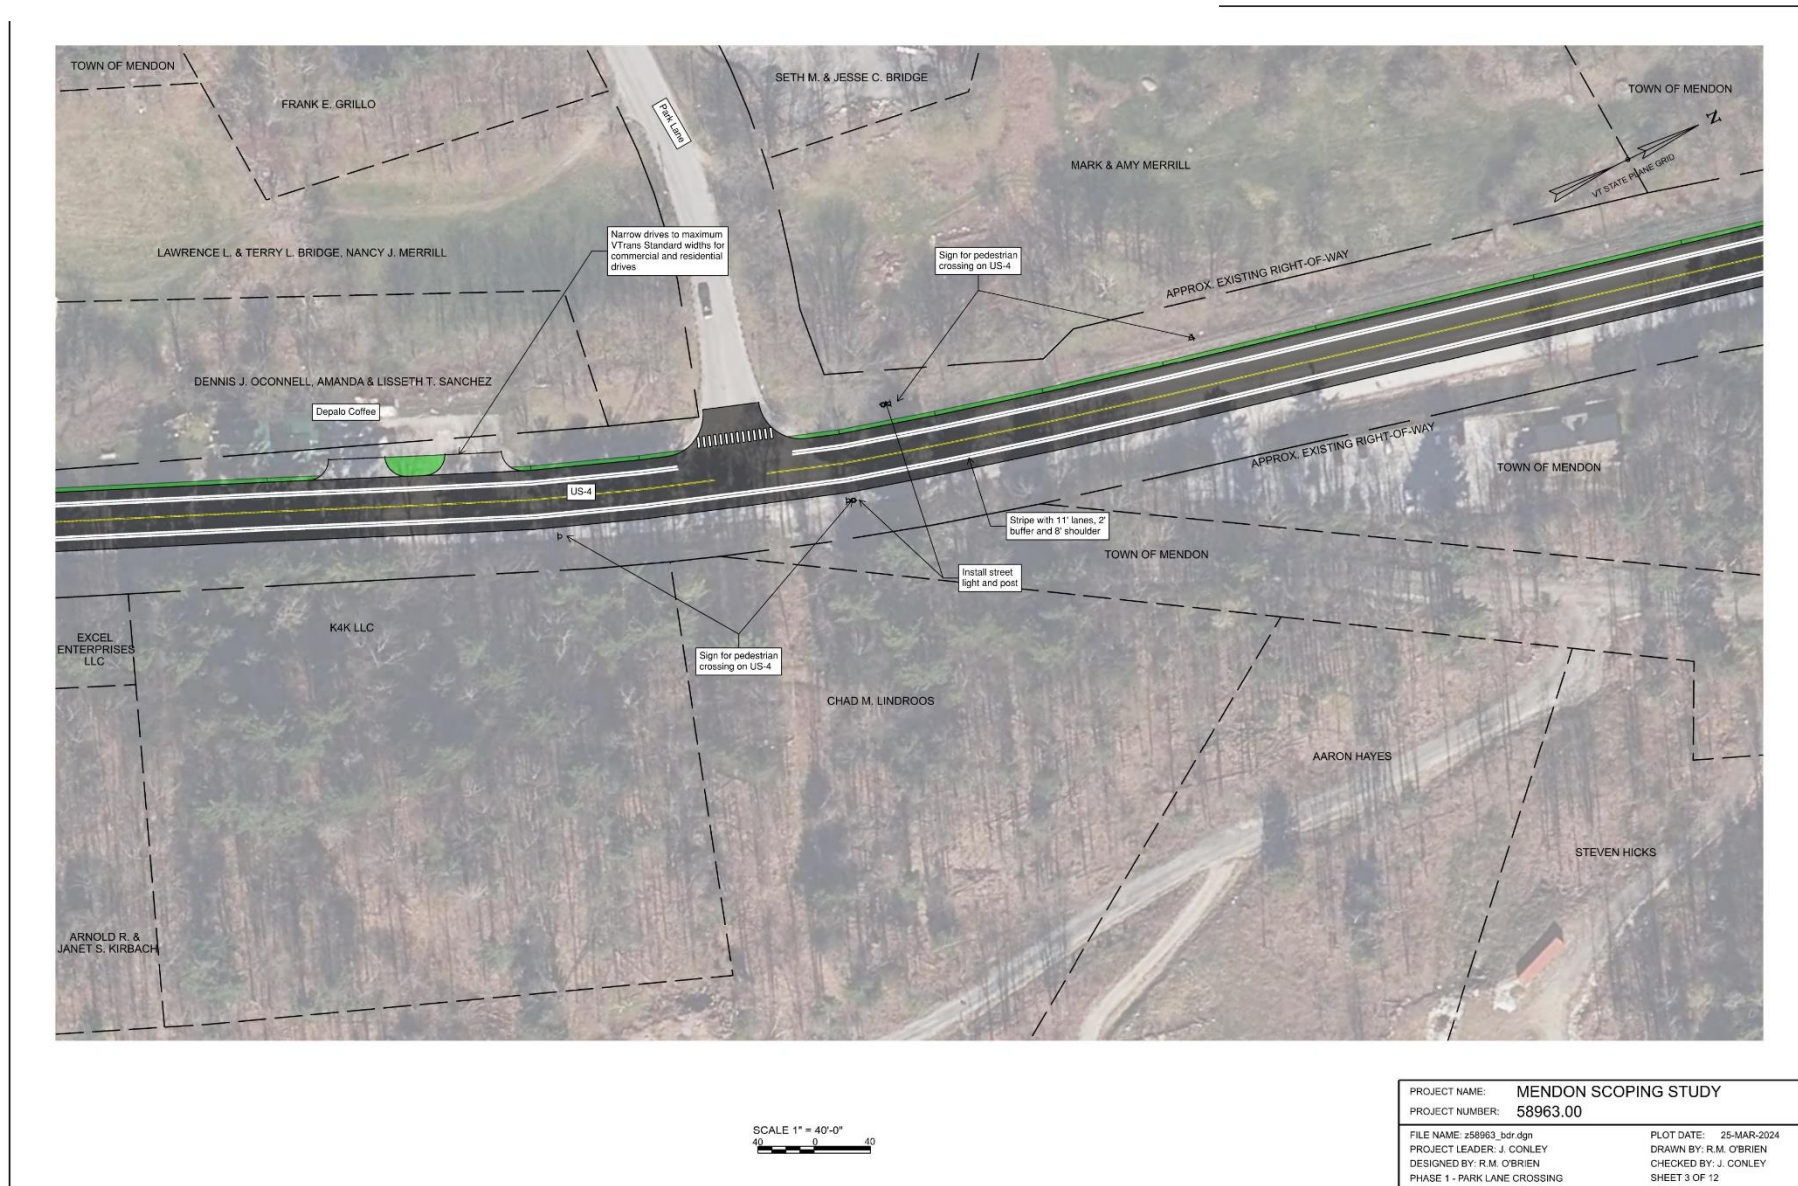 TOWN OF MENDON
FRANK E. GRILLO
Park Lane
SETH M. & JESSE C. BRIDGE
TOWN OF MENDON
N
VT STATE PLANE GRID
MARK & AMY MERRILL
LAWRENCE L. & TERRY L. BRIDGE, NANCY J. MERRILL
Narrow drives to maximum
VTrans Standard widths for
commercial and residential
drives
Sign for pedestrian
crossing on US-4
APPROX. EXISTING RIGHT-OF-WAY
DENNIS J. OCONNELL, AMANDA & LISSETH T. SANCHEZ
Depalo Coffee
US-4
APPROX. EXISTING RIGHT-OF-WAY
TOWN OF MENDON
Stripe with 11' lanes, 2'
buffer and 8' shoulder
TOWN OF MENDON
Install street
light and post
EXCEL
ENTERPRISES
LLC
K4K LLC
Sign for pedestrian
crossing on US-4
CHAD M. LINDROOS
AARON HAYES
STEVEN HICKS
ARNOLD R. &
JANET S. KIRBACH
SCALE 1" = 40'-0"
40 0 40
PROJECT NAME: MENDON SCOPING STUDY
PROJECT NUMBER: 58963.00
FILE NAME: z58963_bdr.dgn PLOT DATE: 25-MAR-2024
PROJECT LEADER: J. CONLEY DRAWN BY: R.M. O'BRIEN
DESIGNED BY: R.M. O'BRIEN CHECKED BY: J. CONLEY
PHASE 1 - PARK LANE CROSSING SHEET 3 OF 12